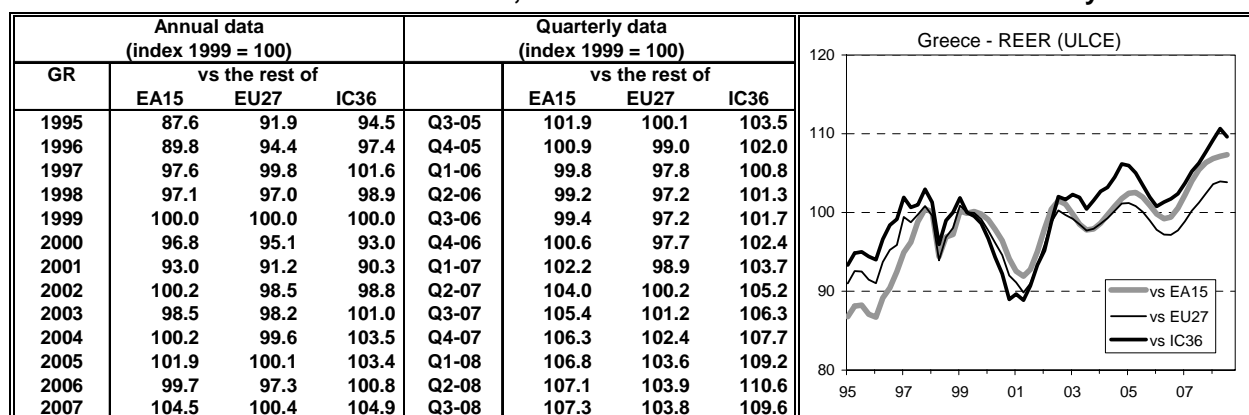 Annual data
(index 1999 = 100)
Quarterly data
(index 1999 = 100)
GR vs the rest of vs the rest of
EA15 EU27 IC36 EA15 EU27 IC36
1995 87.6 91.9 94.5 Q3-05 101.9 100.1 103.5
1996 89.8 94.4 97.4 Q4-05 100.9 99.0 102.0
1997 97.6 99.8 101.6 Q1-06 99.8 97.8 100.8
1998 97.1 97.0 98.9 Q2-06 99.2 97.2 101.3
1999 100.0 100.0 100.0 Q3-06 99.4 97.2 101.7
2000 96.8 95.1 93.0 Q4-06 100.6 97.7 102.4
2001 93.0 91.2 90.3 Q1-07 102.2 98.9 103.7
2002 100.2 98.5 98.8 Q2-07 104.0 100.2 105.2
2003 98.5 98.2 101.0 Q3-07 105.4 101.2 106.3
2004 100.2 99.6 103.5 Q4-07 106.3 102.4 107.7
2005 101.9 100.1 103.4 Q1-08 106.8 103.6 109.2
2006 99.7 97.3 100.8 Q2-08 107.1 103.9 110.6
2007 104.5 100.4 104.9 Q3-08 107.3 103.8 109.6
Greece - REER (ULCE)
120
110
100
90
80
95 97 99 01 03 05 07
vs EA15
vs EU27
vs IC36